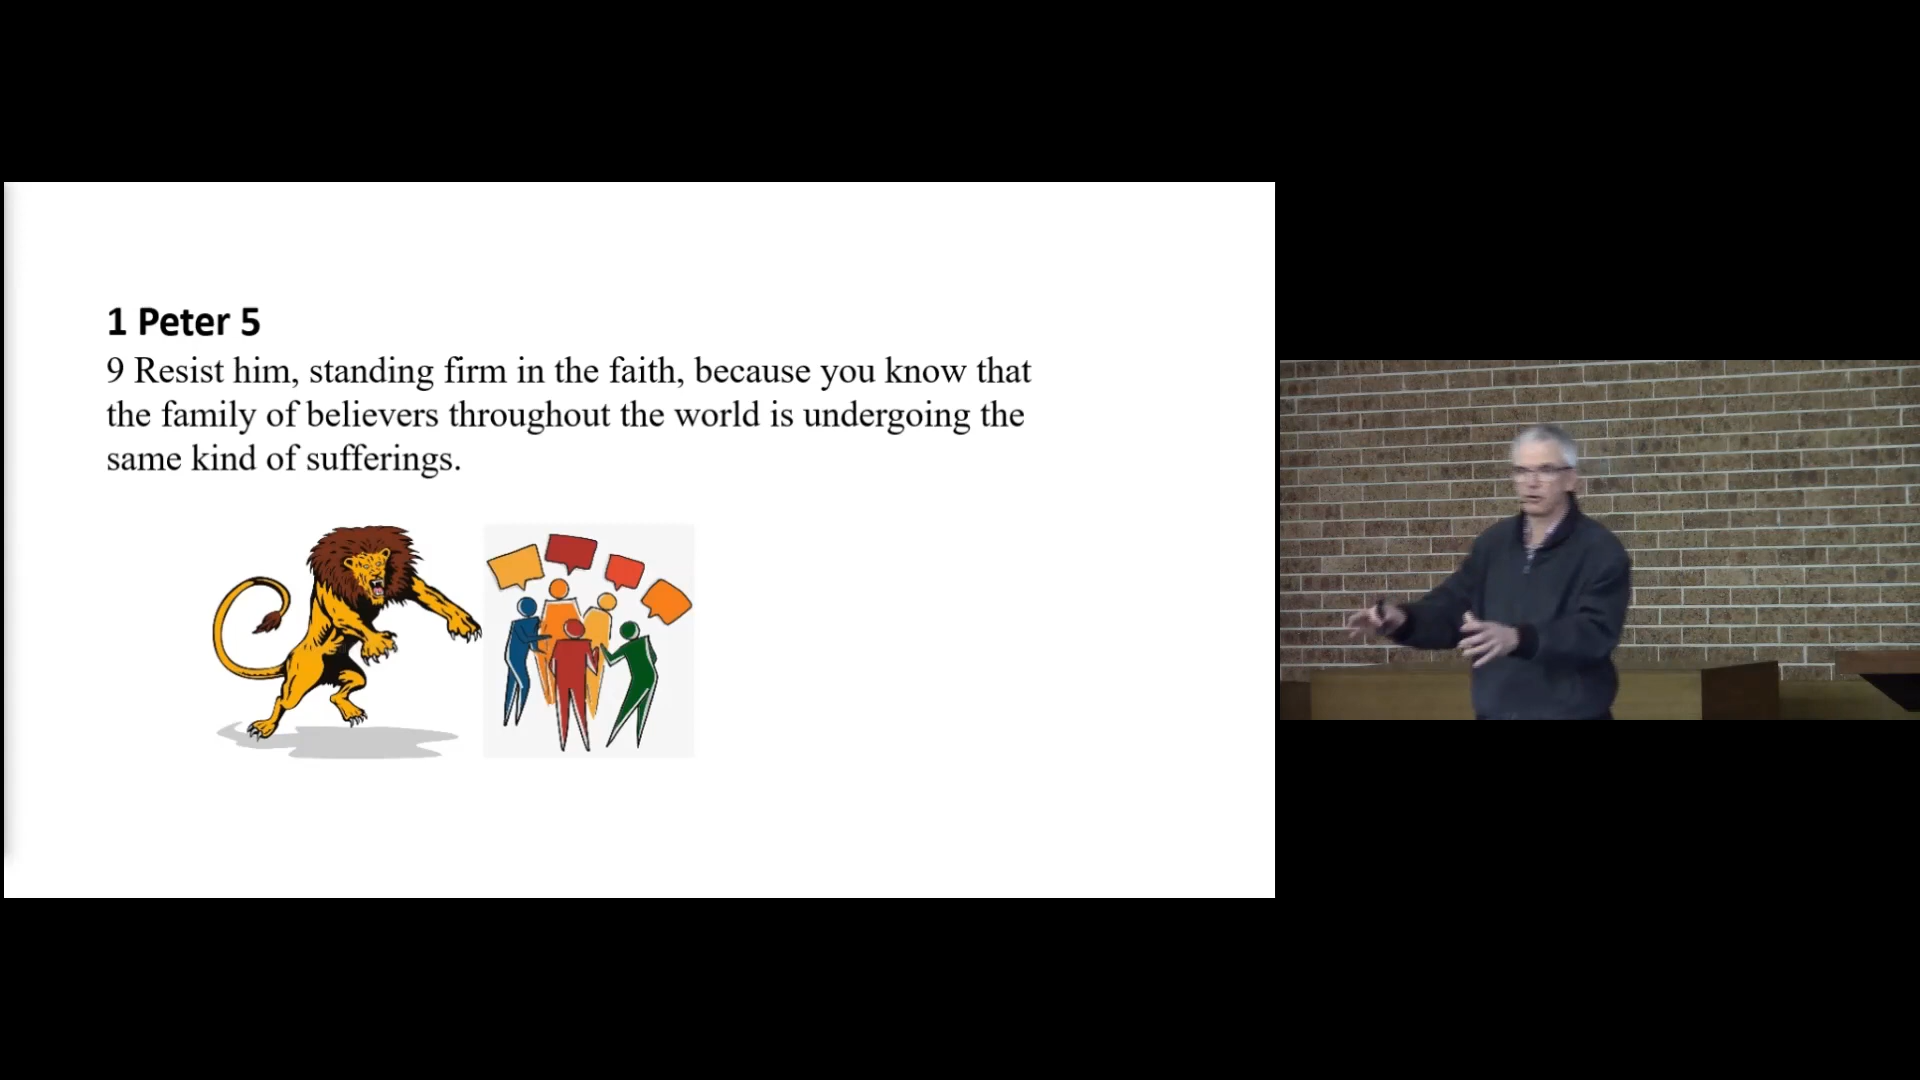 1 Peter 5
9 Resist him, standing firm in the faith, because you know that
the family of believers throughout the world is undergoing the
same kind of sufferings.